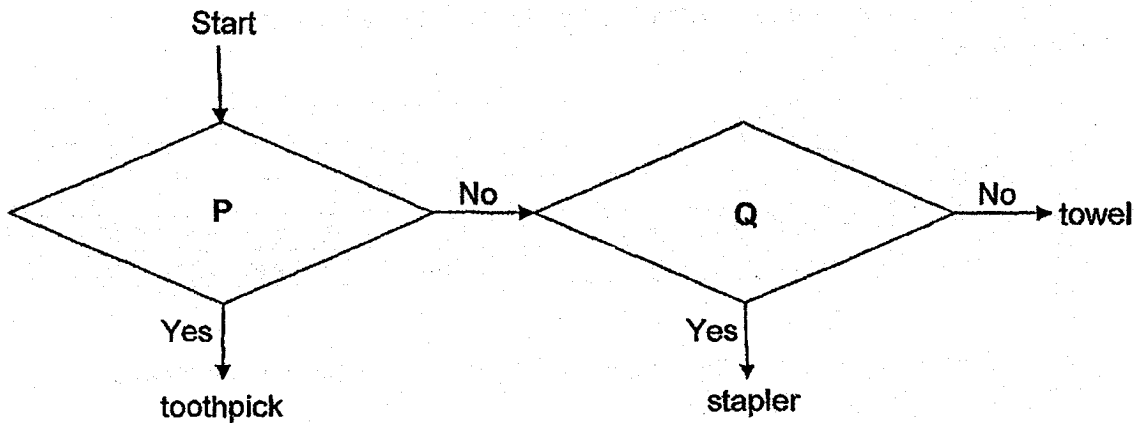 Start
P
No
Q
No
towel
Yes
toothpick
Yes
stapler